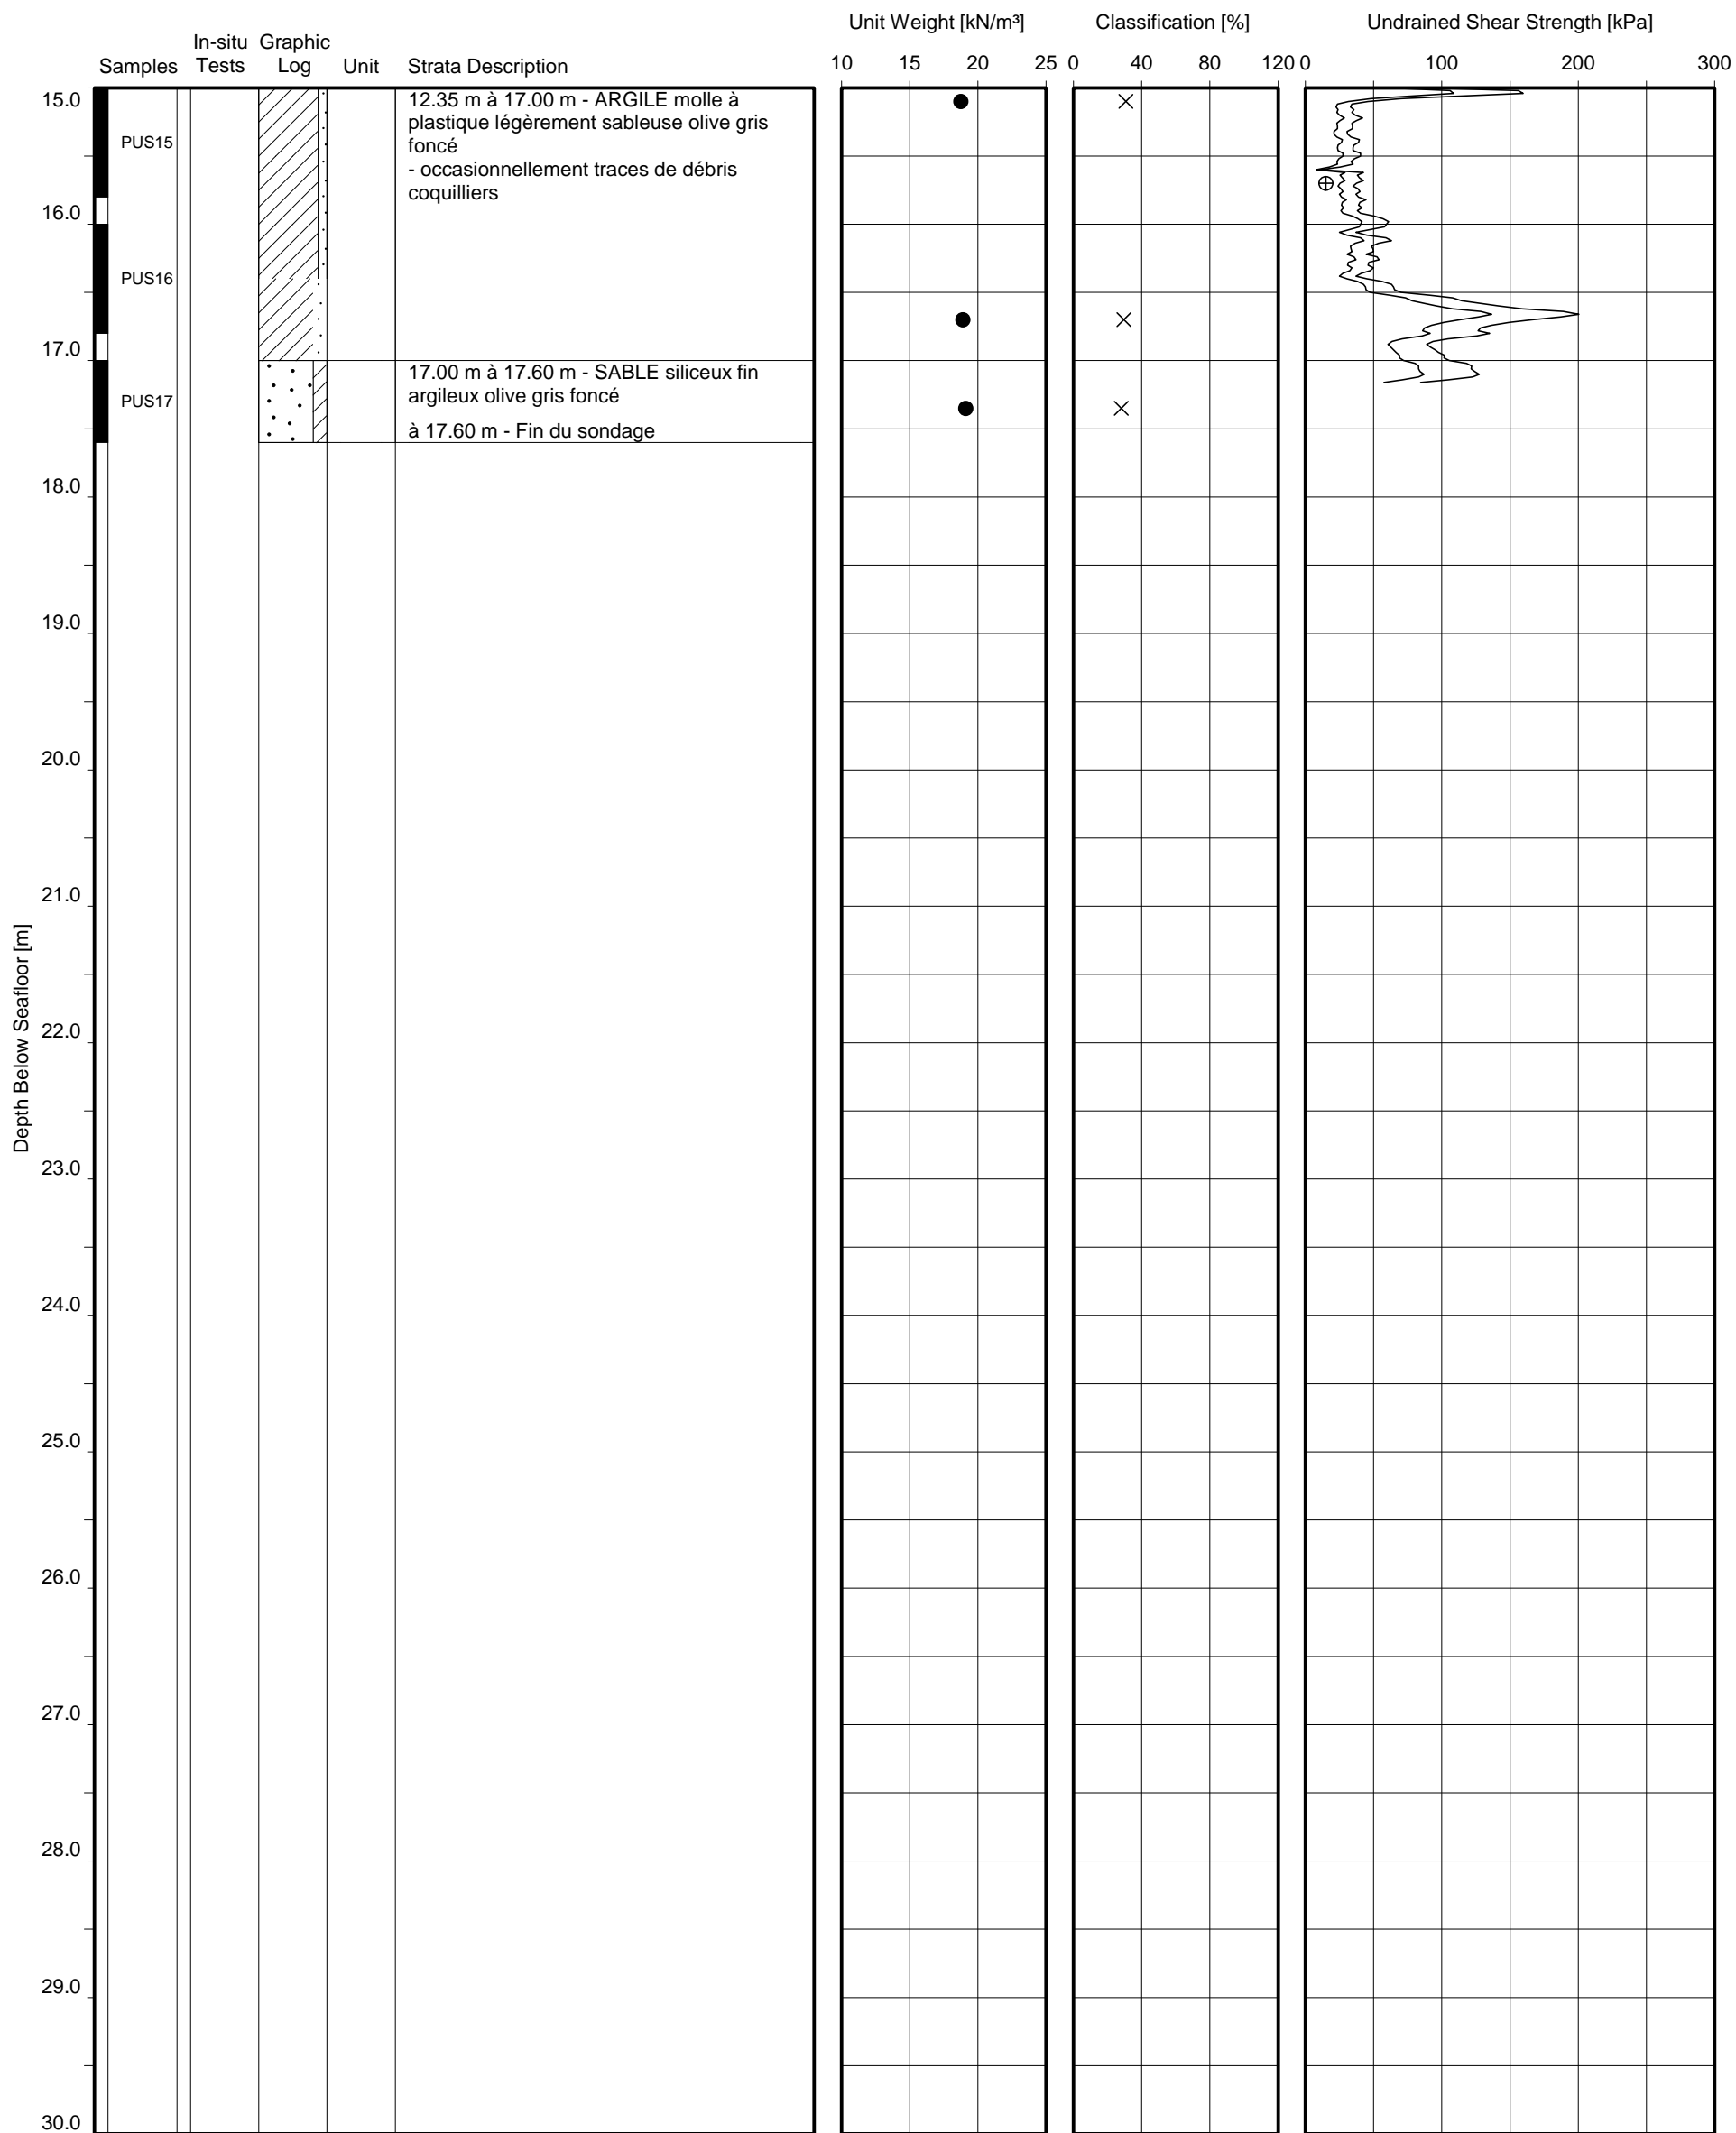 Unit Weight [kN/m³] Classification [%] Undrained Shear Strength [kPa]
In-situ Graphic
Samples Tests Log Unit Strata Description
10 15 20 25 0 40 80 120 0 100 200 300
15.0
12.35 m à 17.00 m - ARGILE molle à
plastique légèrement sableuse olive gris
foncé
- occasionnellement traces de débris
coquilliers
PUS15
16.0
PUS16
17.0
17.00 m à 17.60 m - SABLE siliceux fin
argileux olive gris foncé
PUS17
à 17.60 m - Fin du sondage
18.0
19.0
20.0
21.0
Depth Below Seafloor [m]
22.0
23.0
24.0
25.0
26.0
27.0
28.0
29.0
30.0